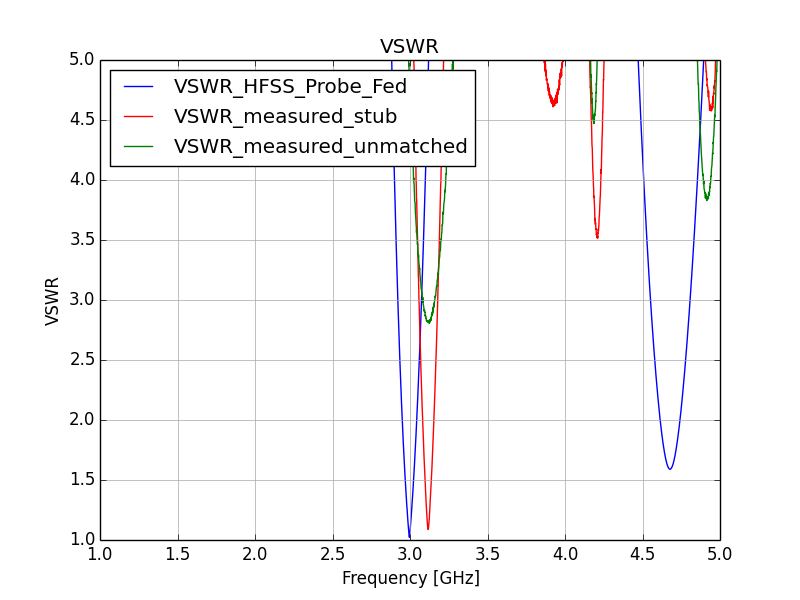 VSWR
5.0
4.5
4.0
3.5
3.0
2.5
2.0
1.5
1.0
VSWR
VSWR_HFSS_Probe_Fed
VSWR_measured_stub
VSWR_measured_unmatched
1.0 1.5 2.0 2.5 3.0 3.5 4.0 4.5 5.0
Frequency [GHz]